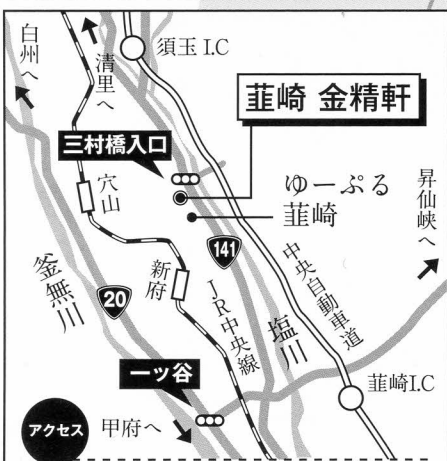 白州へ
清里へ
須玉I.C
韮崎 金精軒
三村橋入口
穴山
ゆーぷる
韮崎
昇仙峡へ
141
中央自動車道
釜無川
20
新府
JR中央線
塩川
一ツ谷
韮崎I.C
アクセス
甲府へ